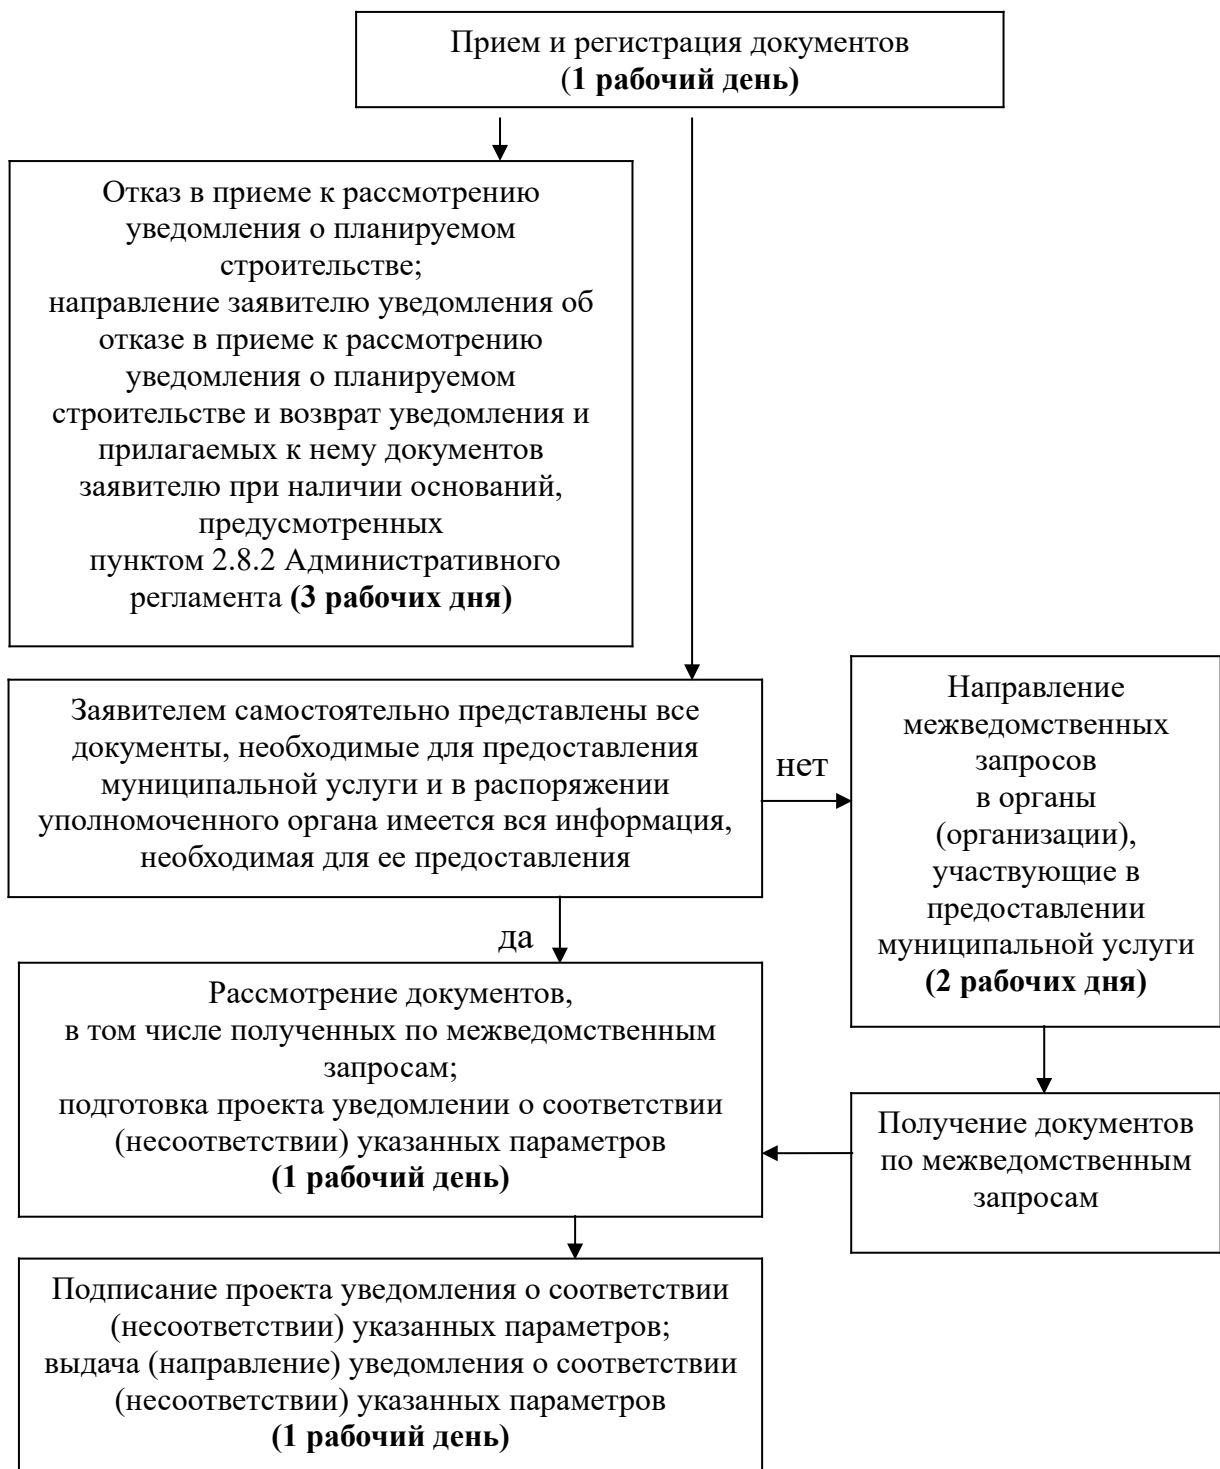 Прием и регистрация документов
(1 рабочий день)
Отказ в приеме к рассмотрению
уведомления о планируемом
строительстве;
направление заявителю уведомления об
отказе в приеме к рассмотрению
уведомления о планируемом
строительстве и возврат уведомления и
прилагаемых к нему документов
заявителю при наличии оснований,
предусмотренных
пунктом 2.8.2 Административного
регламента (3 рабочих дня)
Заявителем самостоятельно представлены все
документы, необходимые для предоставления
муниципальной услуги и в распоряжении
уполномоченного органа имеется вся информация,
необходимая для ее предоставления
нет
Направление
межведомственных
запросов
в органы
(организации),
участвующие в
предоставлении
муниципальной услуги
(2 рабочих дня)
да
Рассмотрение документов,
в том числе полученных по межведомственным
запросам;
подготовка проекта уведомлении о соответствии
(несоответствии) указанных параметров
(1 рабочий день)
Получение документов
по межведомственным
запросам
Подписание проекта уведомления о соответствии
(несоответствии) указанных параметров;
выдача (направление) уведомления о соответствии
(несоответствии) указанных параметров
(1 рабочий день)